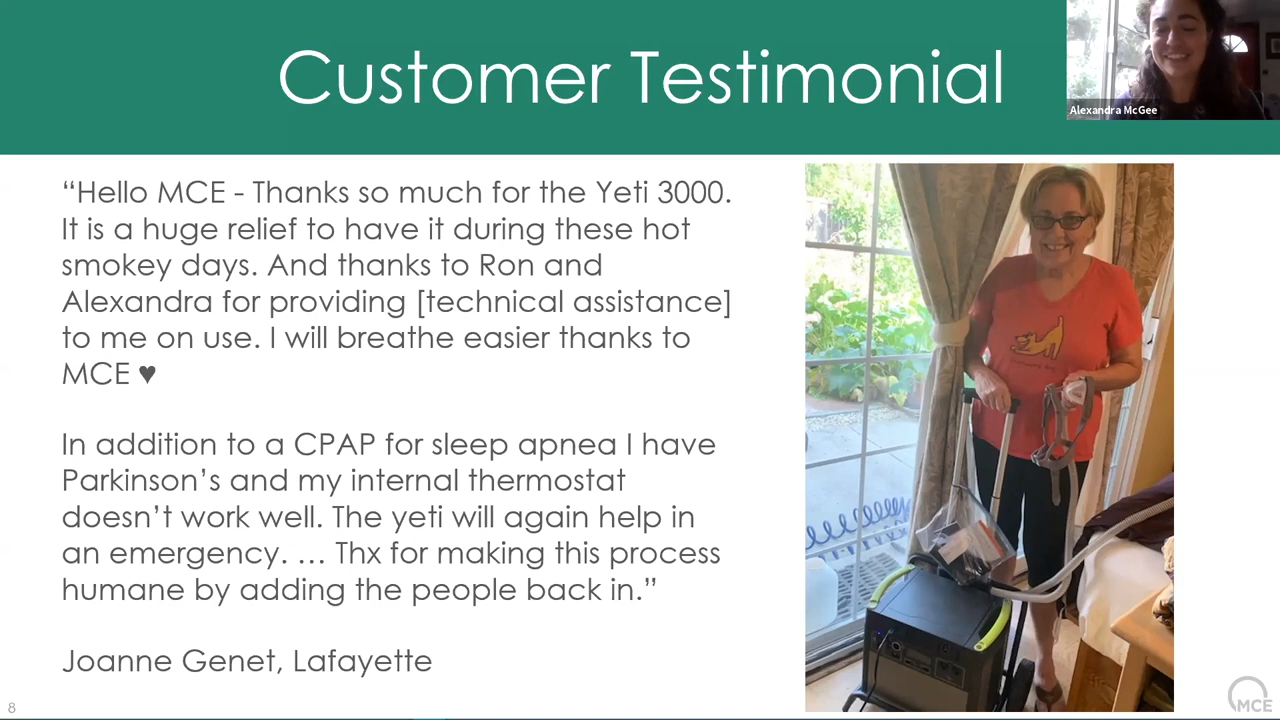 Customer Testimonial
Alexandra McGee
“Hello MCE - Thanks so much for the Yeti 3000.
It is a huge relief to have it during these hot
smokey days. And thanks to Ron and
Alexandra for providing [technical assistance]
to me on use. I will breathe easier thanks to
MCE ♥
In addition to a CPAP for sleep apnea I have
Parkinson’s and my internal thermostat
doesn’t work well. The yeti will again help in
an emergency. … Thx for making this process
humane by adding the people back in.”
Joanne Genet, Lafayette
8
MCE